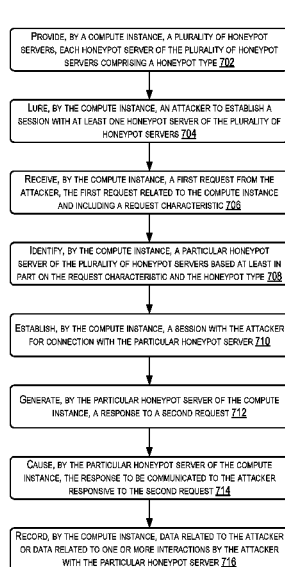 PROVIDE, BY A COMPUTE INSTANCE, A PLURALITY OF HONEYPOT
SERVERS, EACH HONEYPOT SERVER OF THE PLURALITY OF HONEYPOT
SERVERS COMPRISING A HONEYPOT TYPE 702
LURE, BY THE COMPUTE INSTANCE, AN ATTACKER TO ESTABLISH A
SESSION WITH AT LEAST ONE HONEYPOT SERVER OF THE PLURALITY OF
HONEYPOT SERVERS 704
RECEIVE, BY THE COMPUTE INSTANCE, A FIRST REQUEST FROM THE
ATTACKER, THE FIRST REQUEST RELATED TO THE COMPUTE INSTANCE
AND INCLUDING A REQUEST CHARACTERISTIC 706
IDENTIFY, BY THE COMPUTE INSTANCE, A PARTICULAR HONEYPOT
SERVER OF THE PLURALITY OF HONEYPOT SERVERS BASED AT LEAST IN
PART ON THE REQUEST CHARACTERISTIC AND THE HONEYPOT TYPE 708
ESTABLISH, BY THE COMPUTE INSTANCE, A SESSION WITH THE ATTACKER
FOR CONNECTION WITH THE PARTICULAR HONEYPOT SERVER 710
GENERATE, BY THE PARTICULAR HONEYPOT SERVER OF THE COMPUTE
INSTANCE, A RESPONSE TO A SECOND REQUEST 712
CAUSE, BY THE PARTICULAR HONEYPOT SERVER OF THE COMPUTE
INSTANCE, THE RESPONSE TO BE COMMUNICATED TO THE ATTACKER
RESPONSIVE TO THE SECOND REQUEST 714
RECORD, BY THE COMPUTE INSTANCE, DATA RELATED TO THE ATTACKER
OR DATA RELATED TO ONE OR MORE INTERACTIONS BY THE ATTACKER
WITH THE PARTICULAR HONEYPOT SERVER 716